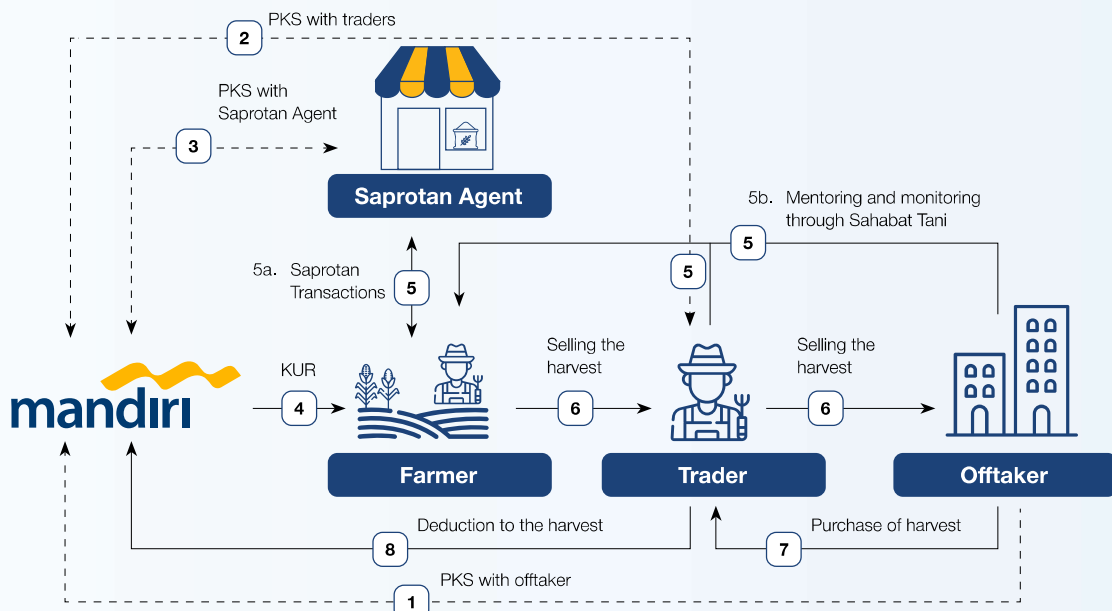 PKS with traders
2
PKS with
Saprotan Agent
3
Saprotan Agent
5b. Mentoring and monitoring
through Sahabat Tani
5
5
5a. Saprotan
Transactions
5
mandırı
KUR
4
Selling the
harvest
6
Selling the
harvest
6
Farmer
Trader
Offtaker
Deduction to the harvest
8
Purchase of harvest
7
PKS with offtaker
1